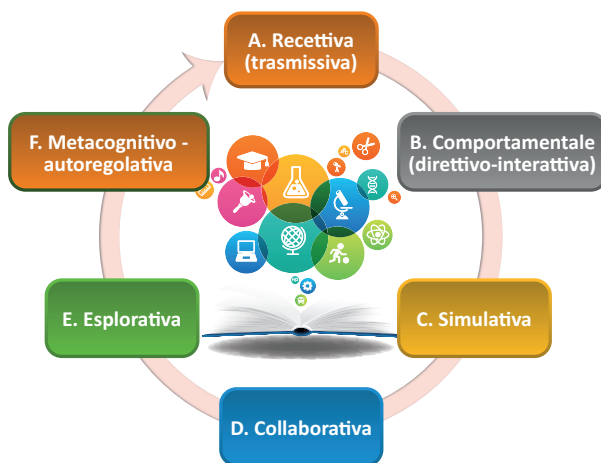 A. Recettiva
(trasmissiva)
B. Comportamentale
(direttivo-interattiva)
C. Simulativa
D. Collaborativa
E. Esplorativa
F. Metacognitivo -
autoregolativa